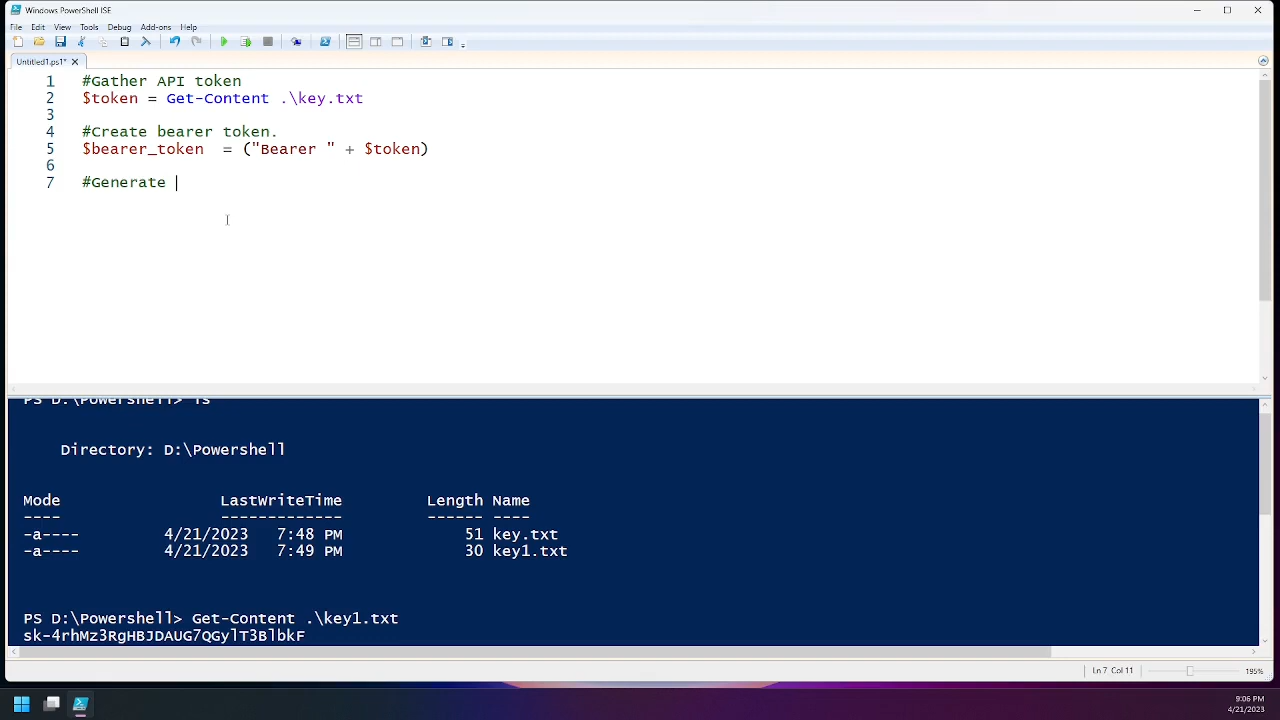 Windows PowerShell ISE
File Edit View Tools Debug Add-ons Help
Untitled1.ps1*
1 #Gather API token
2 $token = Get-Content .\key.txt
3
4 #Create bearer token.
5 $bearer_token  = ("Bearer " + $token)
6
7 #Generate
PS D:\Powershell> ls
Directory: D:\Powershell
Mode LastWriteTime Length Name
---- ------------- ------ ----
-a---- 4/21/2023 7:48 PM 51 key.txt
-a---- 4/21/2023 7:49 PM 30 key1.txt
PS D:\Powershell> Get-Content .\key1.txt
sk-4rhMz3RgHBJDAUG7QGylT3BlbkF
Ln 7 Col 11 195%
9:06 PM
4/21/2023